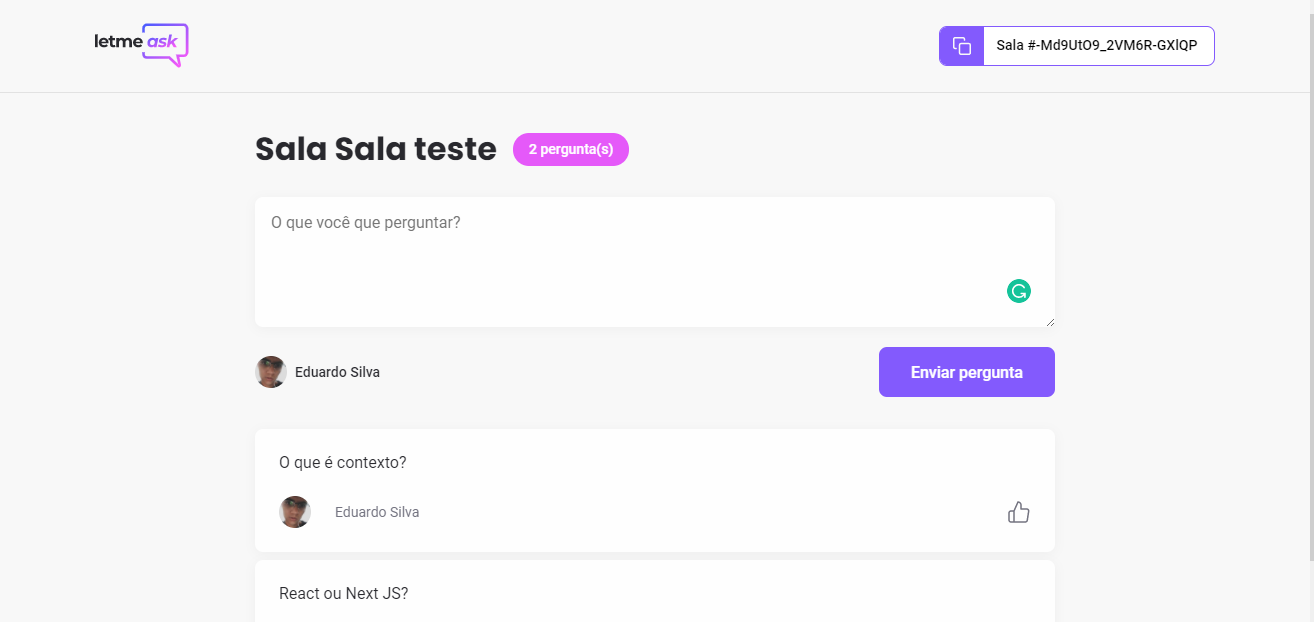 letmeask
Sala #-Md9UtO9_2VM6R-GXlQP
Sala Sala teste
2 pergunta(s)
O que você que perguntar?
Eduardo Silva
Enviar pergunta
O que é contexto?
Eduardo Silva
React ou Next JS?